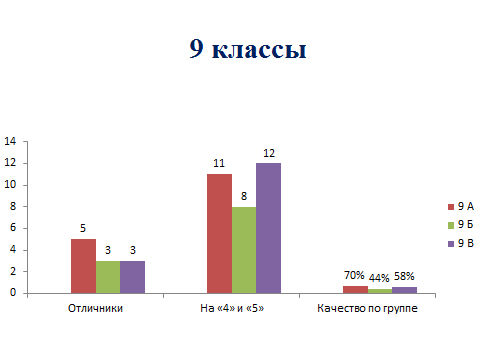 9 классы
14
12
10
8
6
4
2
0
5
3
3
11
8
12
70%
44%
58%
Отличники
На «4» и «5»
Качество по группе
9 А
9 Б
9 В